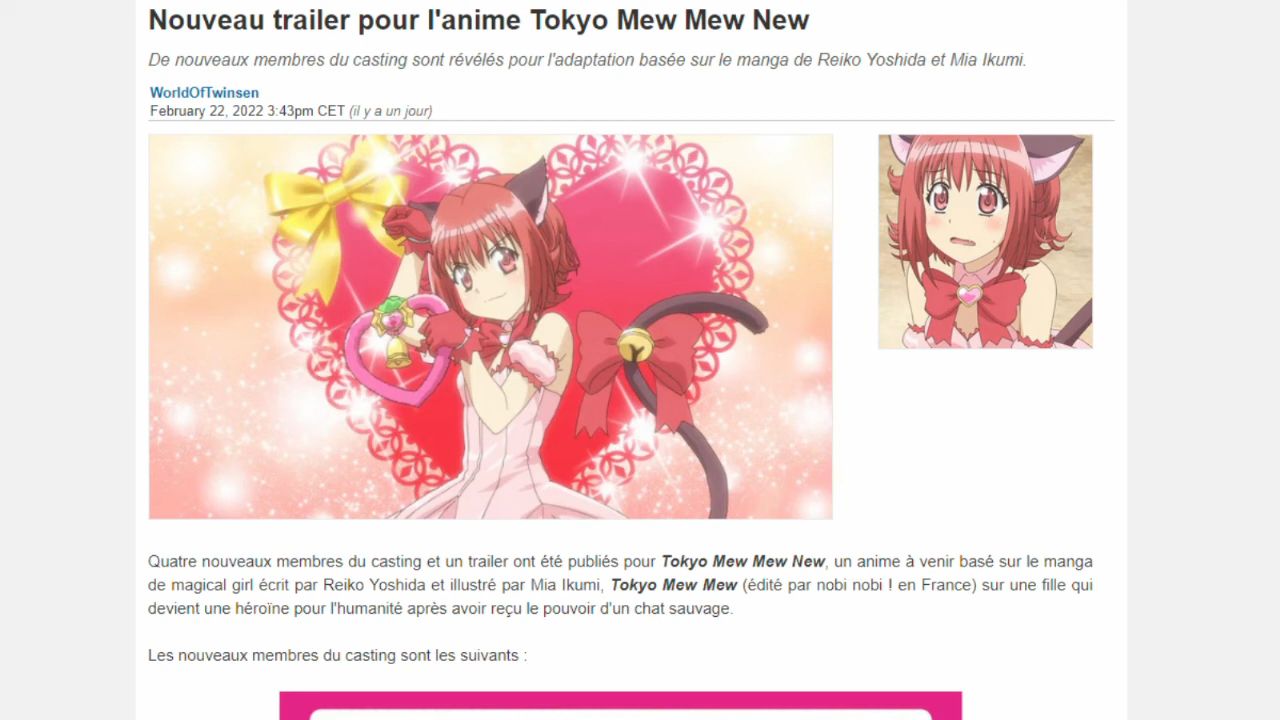 Nouveau trailer pour l'anime Tokyo Mew Mew New
De nouveaux membres du casting sont révélés pour l'adaptation basée sur le manga de Reiko Yoshida et Mia Ikumi.
WorldOfTwinsen
February 22, 2022 3:43pm CET (il y a un jour)
Quatre nouveaux membres du casting et un trailer ont été publiés pour Tokyo Mew Mew New, un anime à venir basé sur le manga
de magical girl écrit par Reiko Yoshida et illustré par Mia Ikumi, Tokyo Mew Mew (édité par nobi nobi ! en France) sur une fille qui
devient une héroïne pour l'humanité après avoir reçu le pouvoir d'un chat sauvage.
Les nouveaux membres du casting sont les suivants :